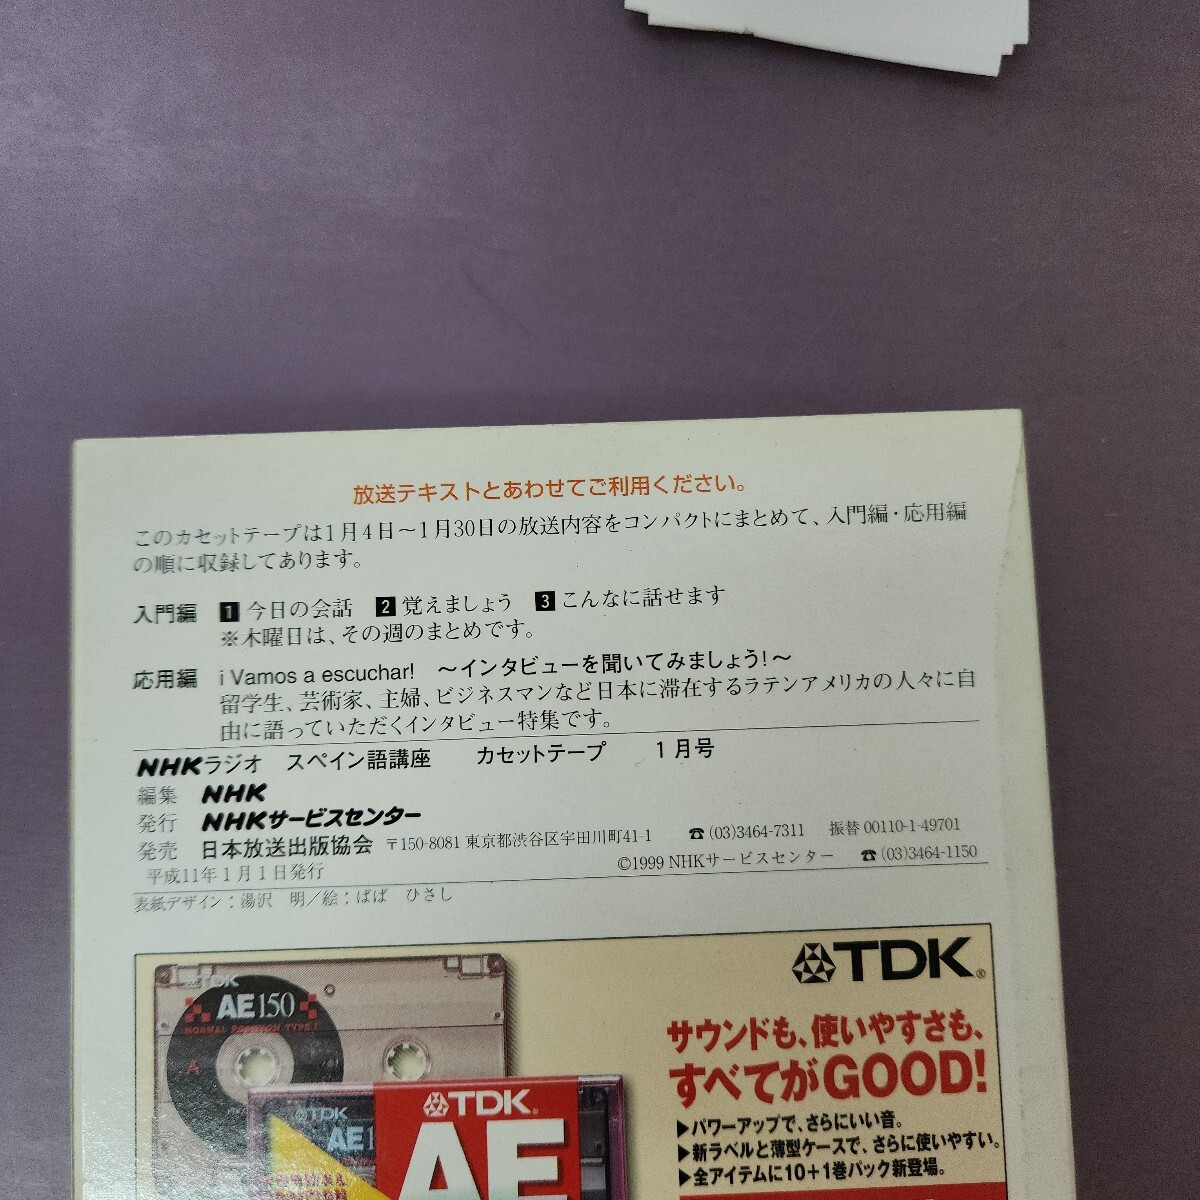 放送テキストとあわせてご利用ください。
このカセットテープは1月4日～1月30日の放送内容をコンパクトにまとめて、入門編・応用編
の順に収録してあります。
入門編 1 今日の会話 2 覚えましょう 3 こんなに話せます
※木曜日は、その週のまとめです。
応用編 ¡Vamos a escuchar! ～インタビューを聞いてみましょう!～
留学生、芸術家、主婦、ビジネスマンなど日本に滞在するラテンアメリカの人々に自
由に語っていただくインタビュー特集です。
NHKラジオ スペイン語講座 カセットテープ 1月号
編集 NHK
発行 NHKサービスセンター
発売 日本放送出版協会 〒150-8081 東京都渋谷区宇田川町41-1 ☎(03)3464-7311 振替 00110-1-49701
平成11年1月1日発行 ©1999 NHKサービスセンター ☎(03)3464-1150
表紙デザイン:湯沢 明/絵:ばば ひさし
TDK®
サウンドも、使いやすさも、
すべてがGOOD!
▶パワーアップで、さらにいい音。
▶新ラベルと薄型ケースで、さらに使いやすい。
▶全アイテムに10+1巻パック新登場。
TDK
AE150
NORMAL POSITION TYPE I
A
TDK
AE1
TDK
AE